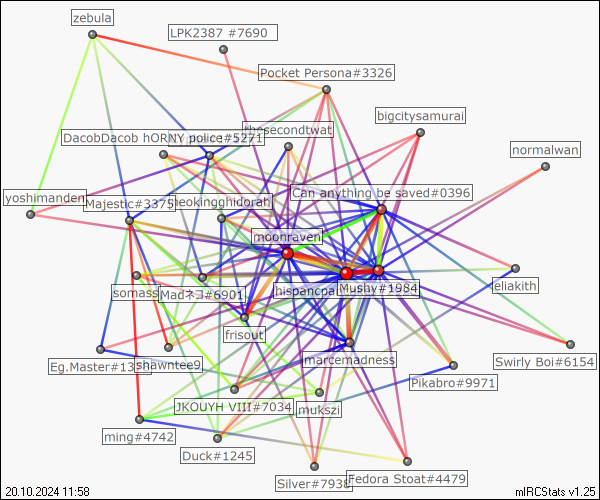 zebula
LPK2387 #7690
Pocket Persona#3326
bigcitysamurai
thesecondtwat
DacobDacob hORNY police#5271
normalwan
yoshimanden
Majestic#3375
theokingghidorah
Can anything be saved#0396
moonraven
somass
Madネコ#6901
hispancpa
Mushy#1984
eliakith
frisout
Eg.Master#13
shawntee9
marcemadness
Swirly Boi#6154
Pikabro#9971
JKOUYH VIII#7034
mukszi
ming#4742
Duck#1245
Silver#7938
Fedora Stoat#4479
20.10.2024 11:58
mIRCStats v1.25